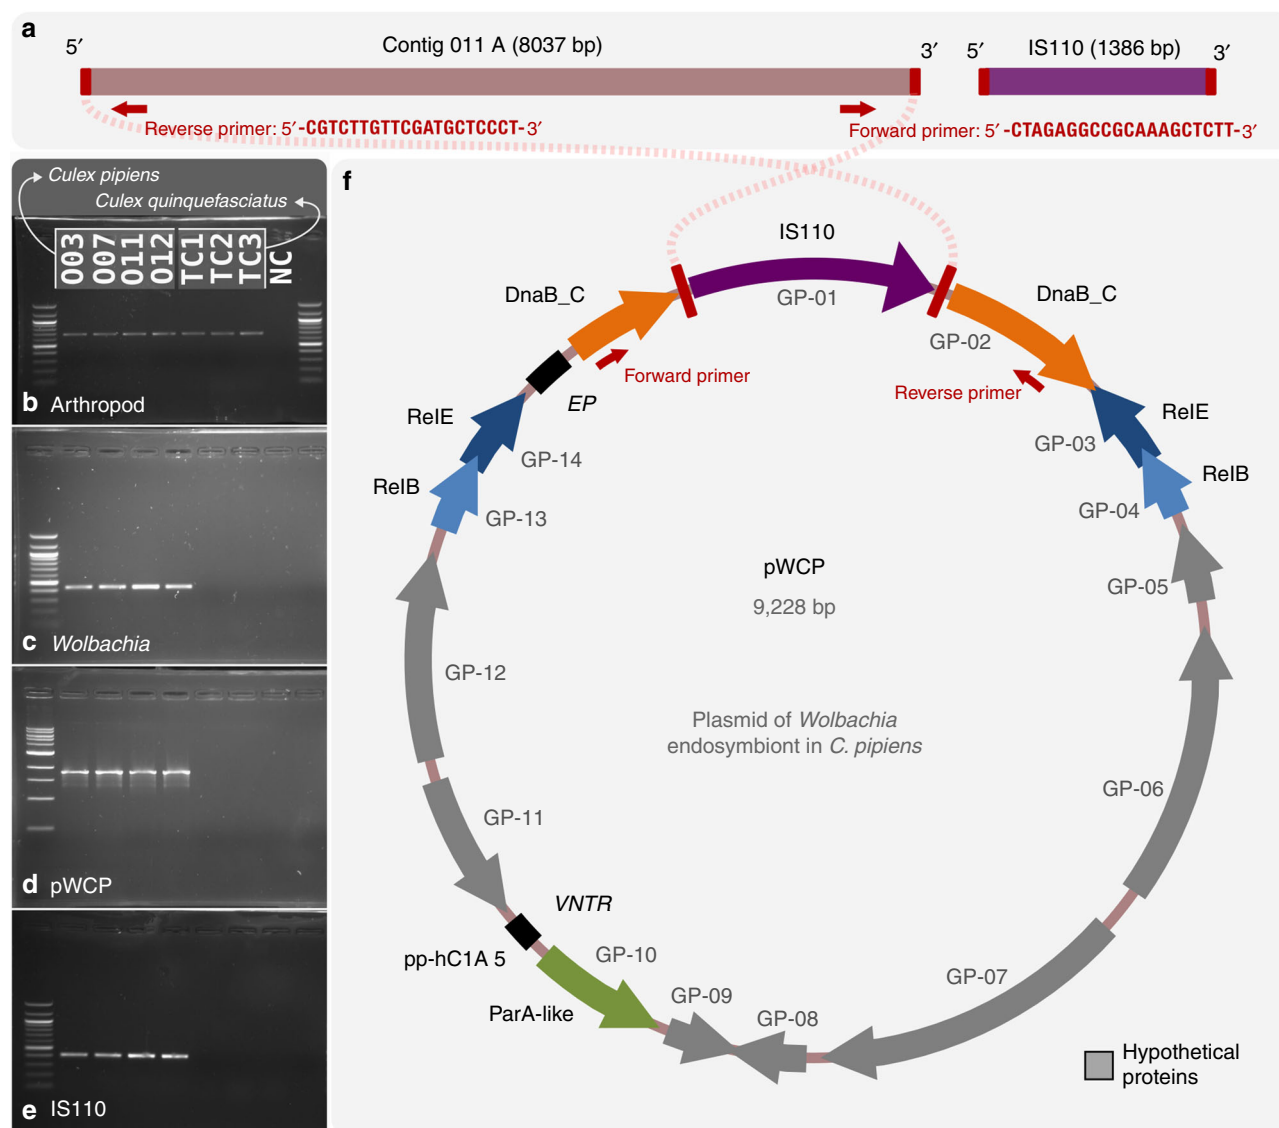 a
5′
Contig 011 A (8037 bp)
3′
5′
IS110 (1386 bp)
3′
Reverse primer: 5′-CGTCTTGTTCGATGCTCCCT-3′
Forward primer: 5′-CTAGAGGCCGCAAAGCTCTT-3′
Culex pipiens
Culex quinquefasciatus
O03
O07
O11
O12
TC1
TC2
TC3
NC
b Arthropod
c Wolbachia
d pWCP
e IS110
f
IS110
GP-01
DnaB_C
DnaB_C
GP-02
Forward primer
Reverse primer
EP
RelE
RelE
GP-14
GP-03
RelB
RelB
GP-13
GP-04
pWCP
9,228 bp
GP-05
GP-12
Plasmid of Wolbachia
endosymbiont in C. pipiens
GP-06
GP-11
VNTR
pp-hC1A 5
GP-10
GP-07
ParA-like
GP-09
GP-08
Hypothetical
proteins